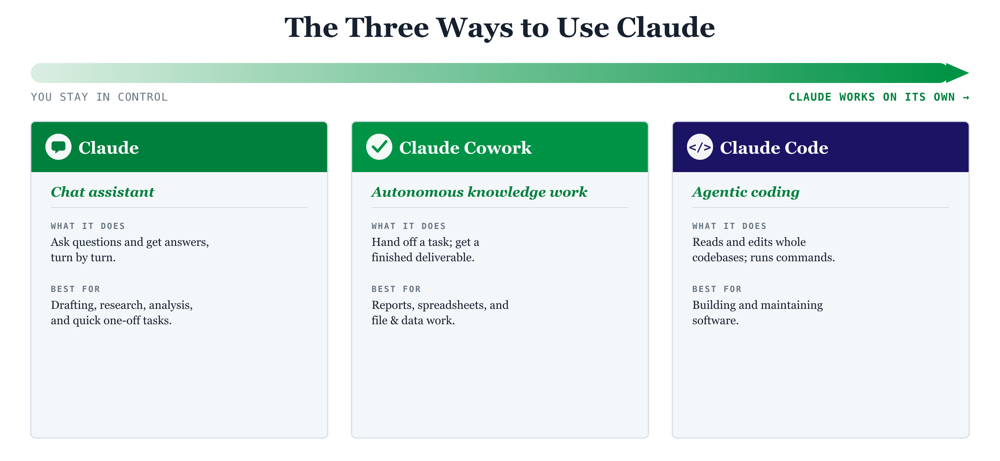 The Three Ways to Use Claude
YOU STAY IN CONTROL
CLAUDE WORKS ON ITS OWN →
Claude
Chat assistant
WHAT IT DOES
Ask questions and get answers,
turn by turn.
BEST FOR
Drafting, research, analysis,
and quick one-off tasks.
Claude Cowork
Autonomous knowledge work
WHAT IT DOES
Hand off a task; get a
finished deliverable.
BEST FOR
Reports, spreadsheets, and
file & data work.
</> Claude Code
Agentic coding
WHAT IT DOES
Reads and edits whole
codebases; runs commands.
BEST FOR
Building and maintaining
software.